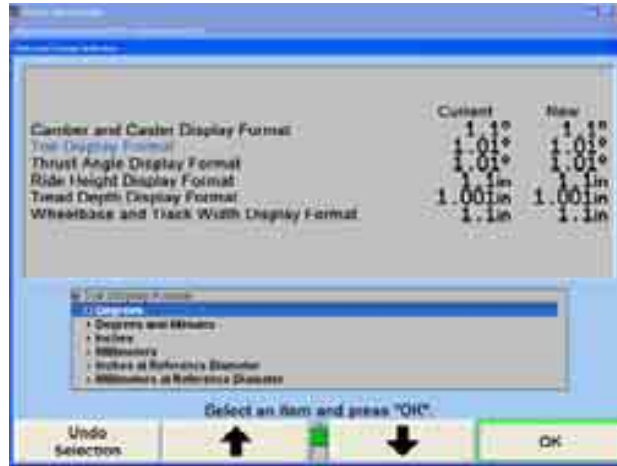 Current New
Camber and Caster Display Format 1.1° 1.1°
Toe Display Format 1.01° 1.01°
Thrust Angle Display Format 1.01° 1.01°
Ride Height Display Format 1.1in 1.1in
Tread Depth Display Format 1.001in 1.001in
Wheelbase and Track Width Display Format 1.1in 1.1in
Toe Display Format
Degrees
Degrees and Minutes
Inches
Millimeters
Inches at Reference Diameter
Millimeters at Reference Diameter
Select an item and press "OK".
Undo
Selection
OK